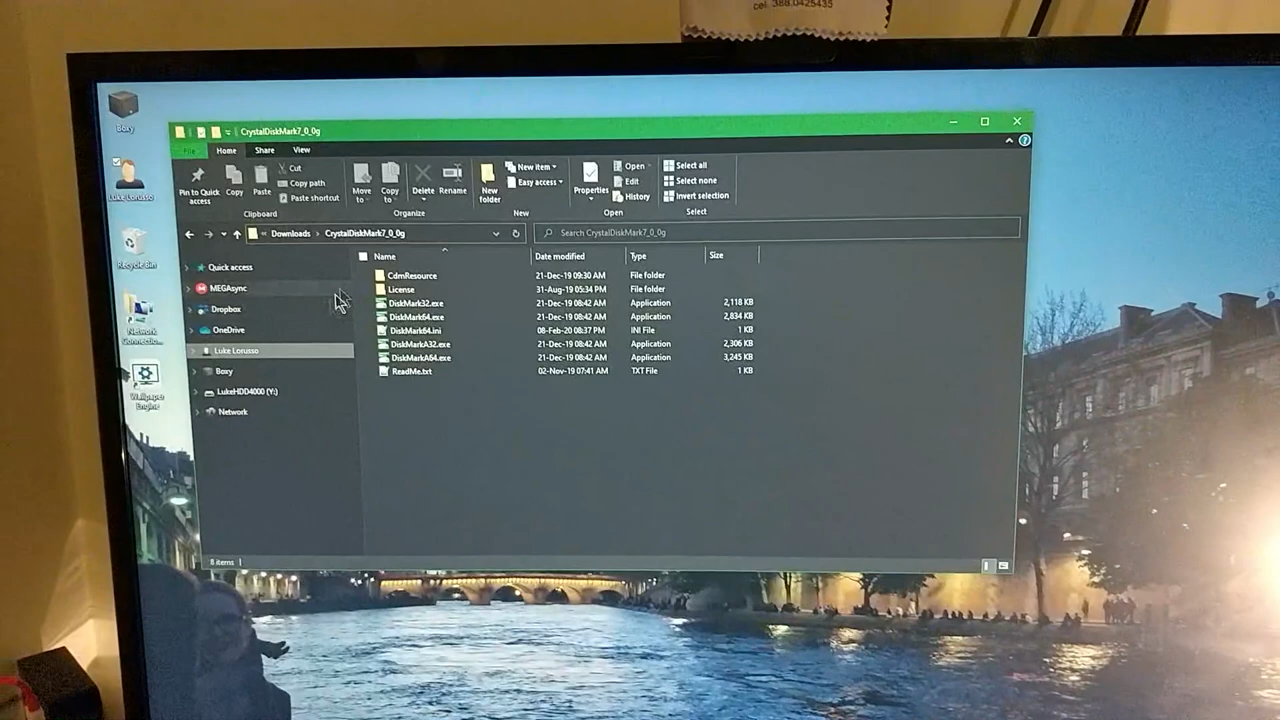 cel. 388.0425435
Boxy
Luke Lorusso
Recycle Bin
Network
Connectio...
Wallpaper
Engine
CrystalDiskMark7_0_0g
File Home Share View
Pin to Quick
access
Copy
Paste
Cut
Copy path
Paste shortcut
Move
to
Copy
to
Delete
Rename
New
folder
New item
Easy access
Properties
Open
Edit
History
Select all
Select none
Invert selection
Clipboard Organize New Open Select
« Downloads › CrystalDiskMark7_0_0g
Search CrystalDiskMark7_0_0g
Quick access
MEGAsync
Dropbox
OneDrive
Luke Lorusso
Boxy
LukeHDD4000 (Y:)
Network
Name Date modified Type Size
CdmResource 21-Dec-19 09:30 AM File folder
License 31-Aug-19 05:34 PM File folder
DiskMark32.exe 21-Dec-19 08:42 AM Application 2,118 KB
DiskMark64.exe 21-Dec-19 08:42 AM Application 2,834 KB
DiskMark64.ini 08-Feb-20 08:37 PM INI File 1 KB
DiskMarkA32.exe 21-Dec-19 08:42 AM Application 2,306 KB
DiskMarkA64.exe 21-Dec-19 08:42 AM Application 3,245 KB
ReadMe.txt 02-Nov-19 07:41 AM TXT File 1 KB
8 items